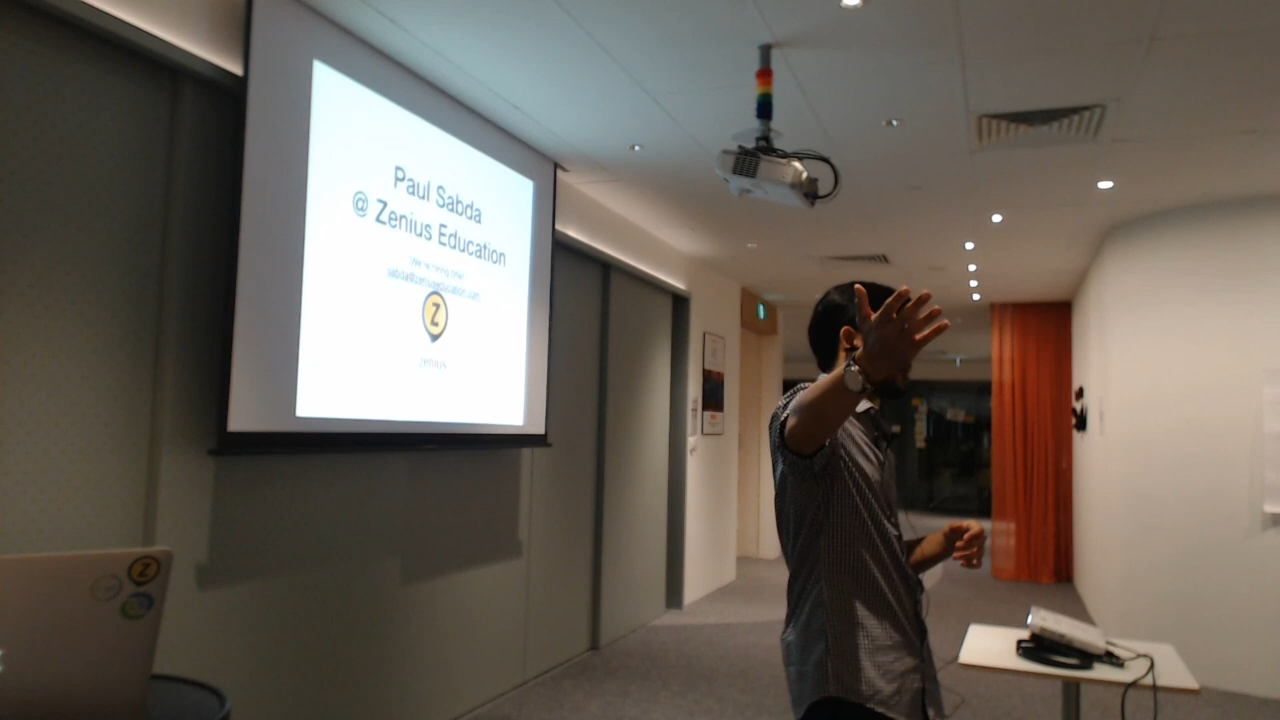 Paul Sabda
@ Zenius Education
We're hiring btw!
sabda@zeniuseducation.com
Z
zenius
Z